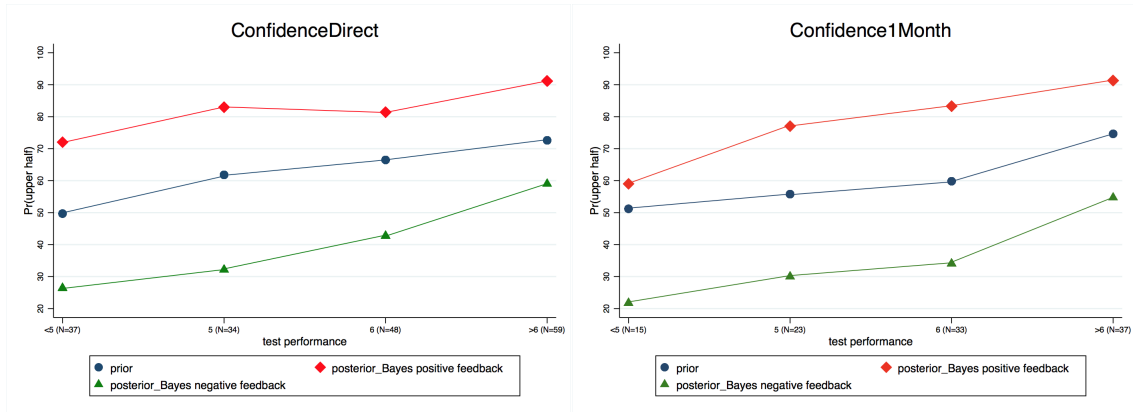 ConfidenceDirect
Pr(upper half)
100
90
80
70
60
50
40
30
20
<5 (N=37) 5 (N=34) 6 (N=48) >6 (N=59)
test performance
prior posterior_Bayes positive feedback
posterior_Bayes negative feedback
Confidence1Month
Pr(upper half)
100
90
80
70
60
50
40
30
20
<5 (N=15) 5 (N=23) 6 (N=33) >6 (N=37)
test performance
prior posterior_Bayes positive feedback
posterior_Bayes negative feedback